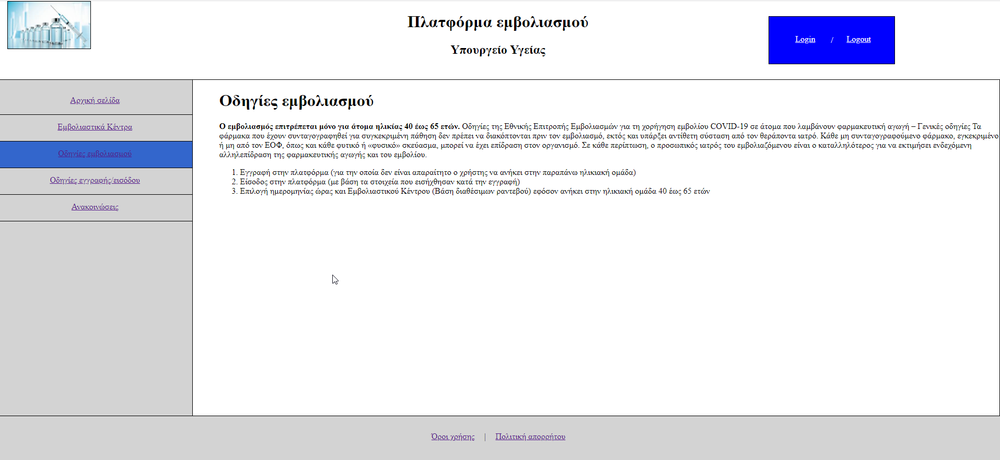 Πλατφόρμα εμβολιασμού
Υπουργείο Υγείας
Login / Logout
Αρχική σελίδα
Εμβολιαστικά Κέντρα
Οδηγίες εμβολιασμού
Οδηγίες εγγραφής/εισόδου
Ανακοινώσεις
Οδηγίες εμβολιασμού
Ο εμβολιασμός επιτρέπεται μόνο για άτομα ηλικίας 40 έως 65 ετών. Οδηγίες της Εθνικής Επιτροπής Εμβολιασμών για τη χορήγηση εμβολίου COVID-19 σε άτομα που λαμβάνουν φαρμακευτική αγωγή – Γενικές οδηγίες Τα
φάρμακα που έχουν συνταγογραφηθεί για συγκεκριμένη πάθηση δεν πρέπει να διακόπτονται πριν τον εμβολιασμό, εκτός και υπάρξει αντίθετη σύσταση από τον θεράποντα ιατρό. Κάθε μη συνταγογραφούμενο φάρμακο, εγκεκριμένο
ή μη από τον ΕΟΦ, όπως και κάθε φυτικό ή «φυσικό» σκεύασμα, μπορεί να έχει επίδραση στον οργανισμό. Σε κάθε περίπτωση, ο προσωπικός ιατρός του εμβολιαζόμενου είναι ο καταλληλότερος για να εκτιμήσει ενδεχόμενη
αλληλεπίδραση της φαρμακευτικής αγωγής και του εμβολίου.
1. Εγγραφή στην πλατφόρμα (για την οποία δεν είναι απαραίτητο ο χρήστης να ανήκει στην παραπάνω ηλικιακή ομάδα)
2. Είσοδος στην πλατφόρμα (με βάση τα στοιχεία που εισήχθησαν κατά την εγγραφή)
3. Επιλογή ημερομηνίας ώρας και Εμβολιαστικού Κέντρου (Βάση διαθέσιμων ραντεβού) εφόσον ανήκει στην ηλικιακή ομάδα 40 έως 65 ετών
Όροι χρήσης | Πολιτική απορρήτου